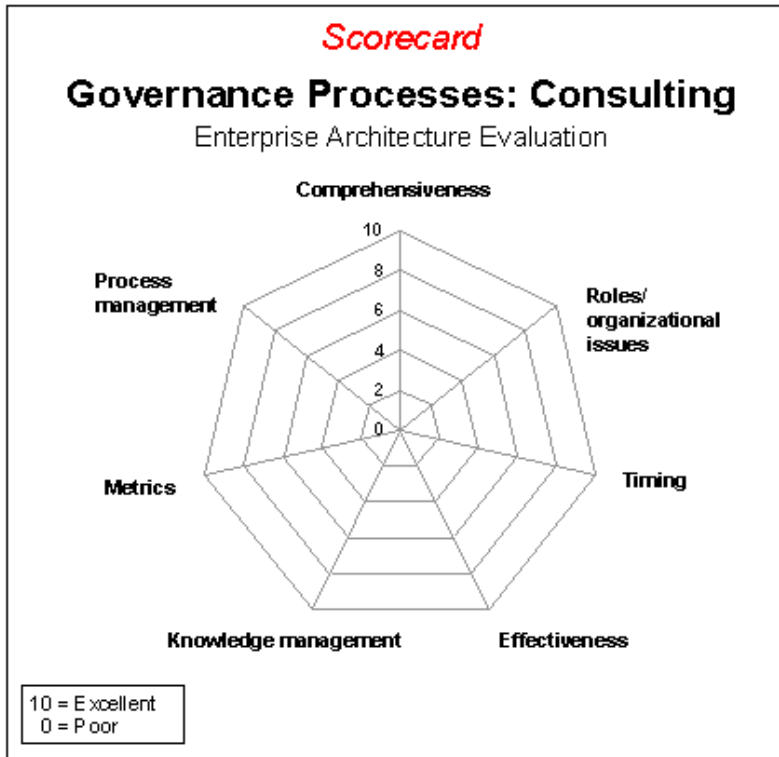 Scorecard
Governance Processes: Consulting
Enterprise Architecture Evaluation
Comprehensiveness
10
8
6
4
2
0
Process
management
Roles/
organizational
issues
Metrics
Timing
Knowledge management
Effectiveness
10 = Excellent
0 = Poor